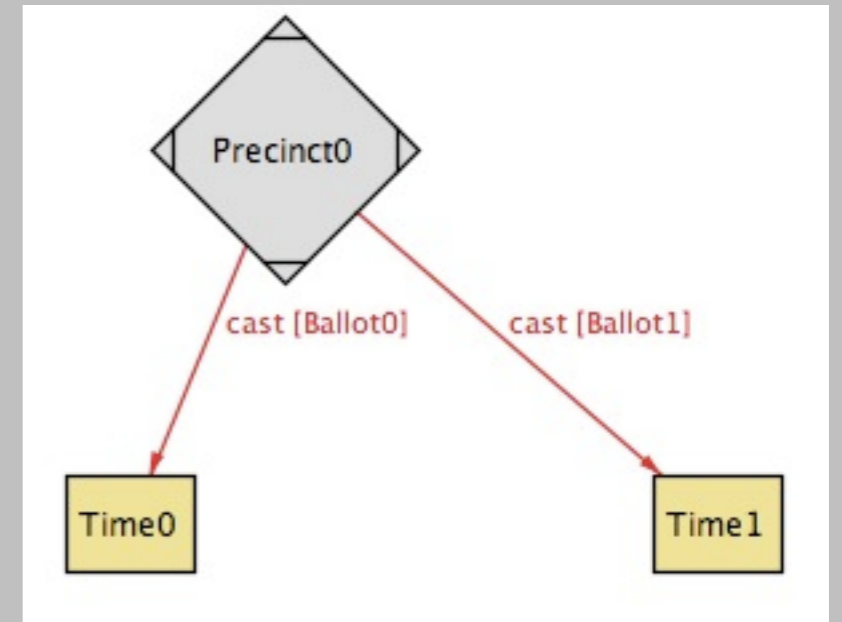 Precinct0
cast [Ballot0]
cast [Ballot1]
Time0
Time1